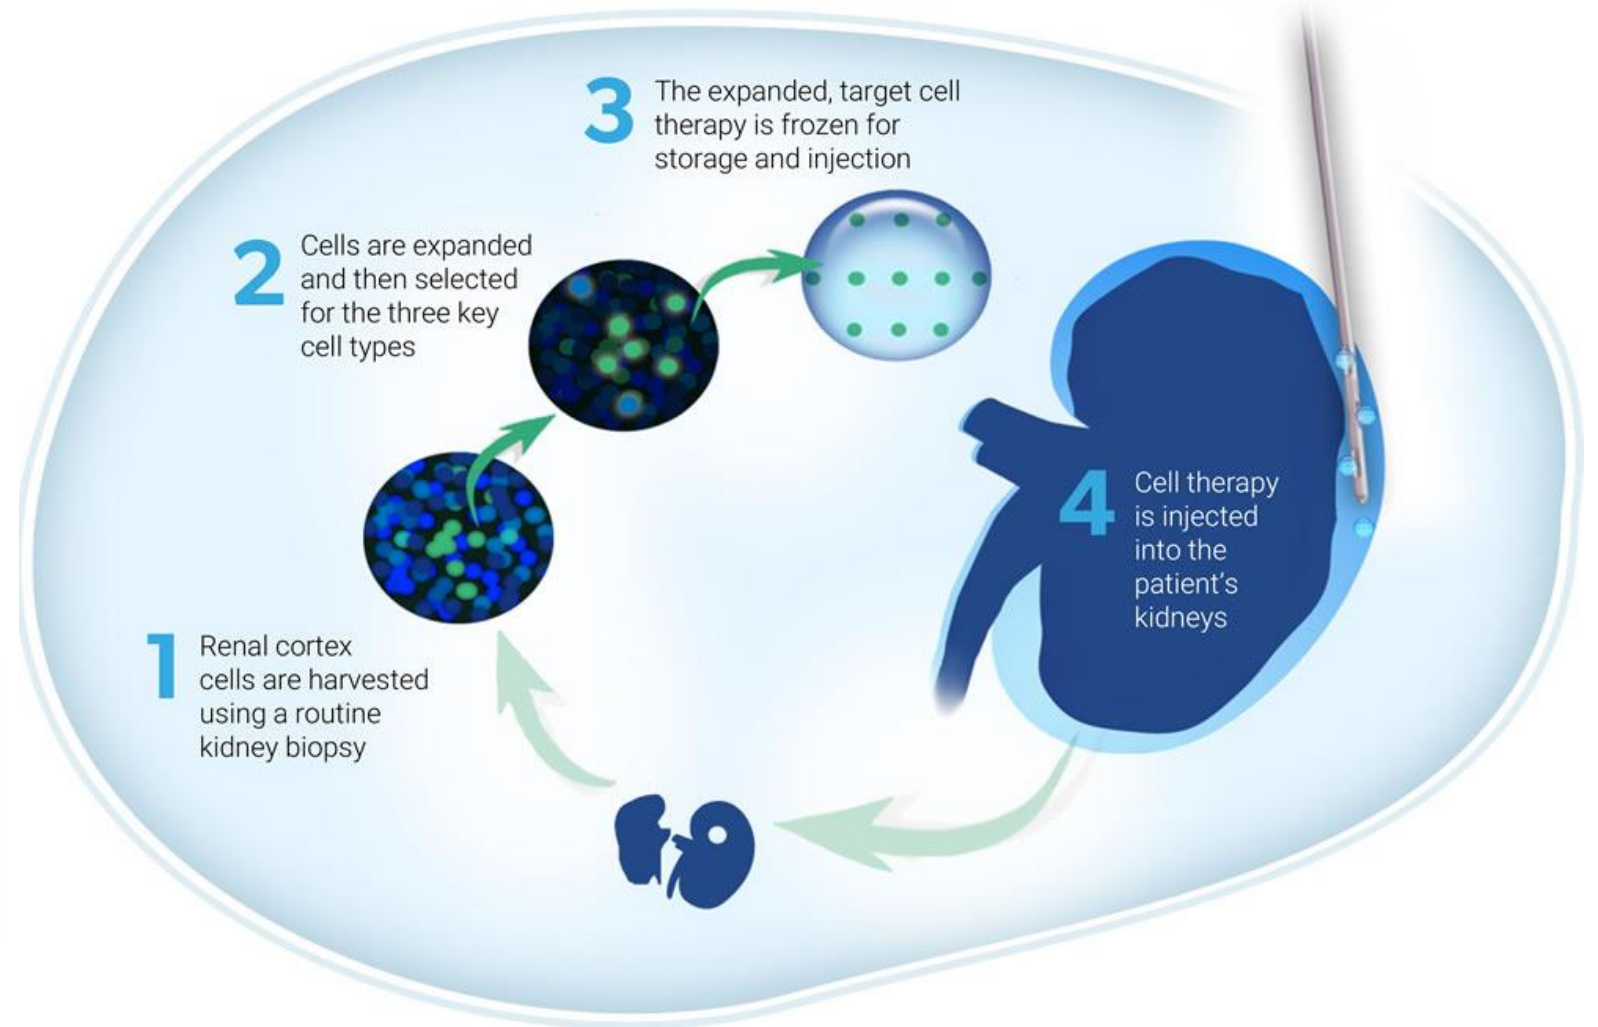 1
Renal cortex
cells are harvested
using a routine
kidney biopsy
2
Cells are expanded
and then selected
for the three key
cell types
3
The expanded, target cell
therapy is frozen for
storage and injection
4
Cell therapy
is injected
into the
patient’s
kidneys